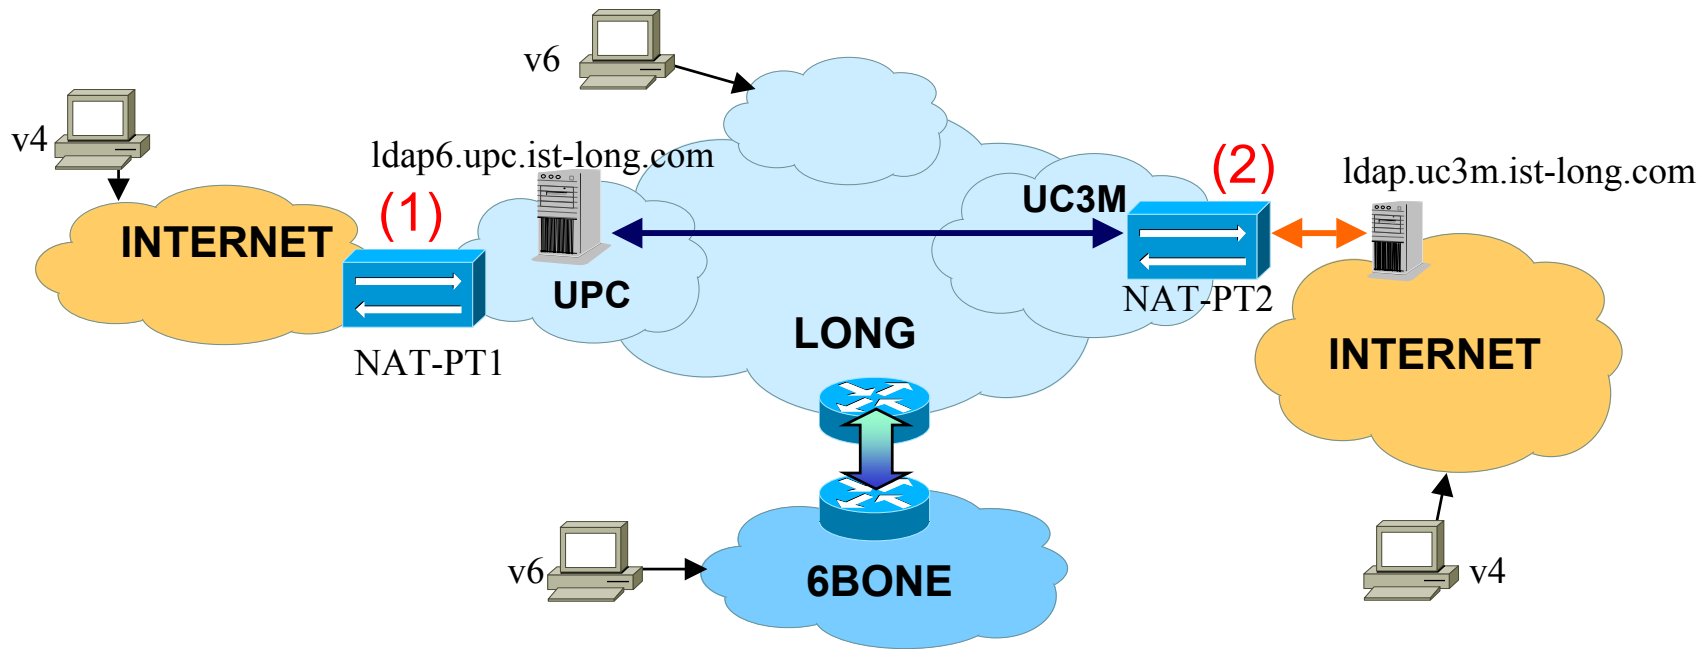 v6
v4
ldap6.upc.ist-long.com
(1)
(2)
ldap.uc3m.ist-long.com
UC3M
INTERNET
UPC
NAT-PT2
LONG
NAT-PT1
INTERNET
v6
6BONE
v4